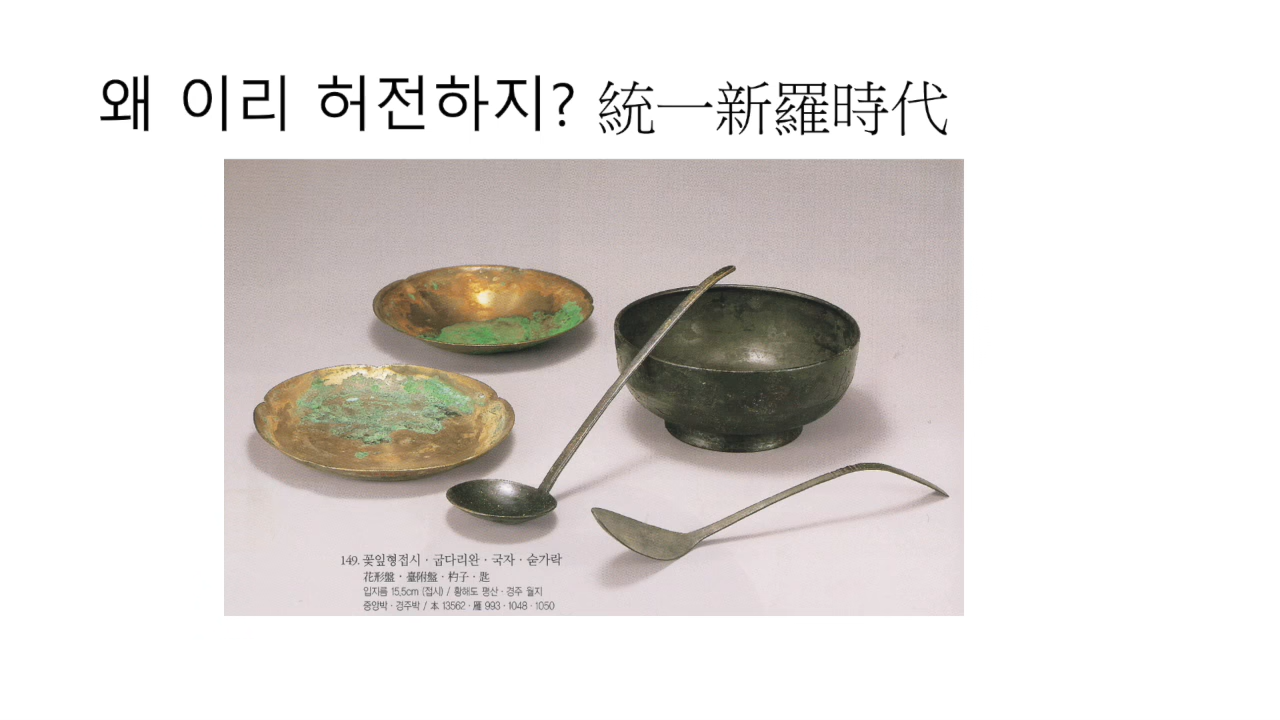 왜 이리 허전하지? 統一新羅時代
149. 꽃잎형접시 · 굽다리완 · 국자 · 숟가락
花形盤 · 臺附盌 · 杓子 · 匙
입지름 15.5cm (접시) / 황해도 평산 · 경주 월지
중앙박 · 경주박 / 本 13562 · 雁 993 · 1048 · 1050